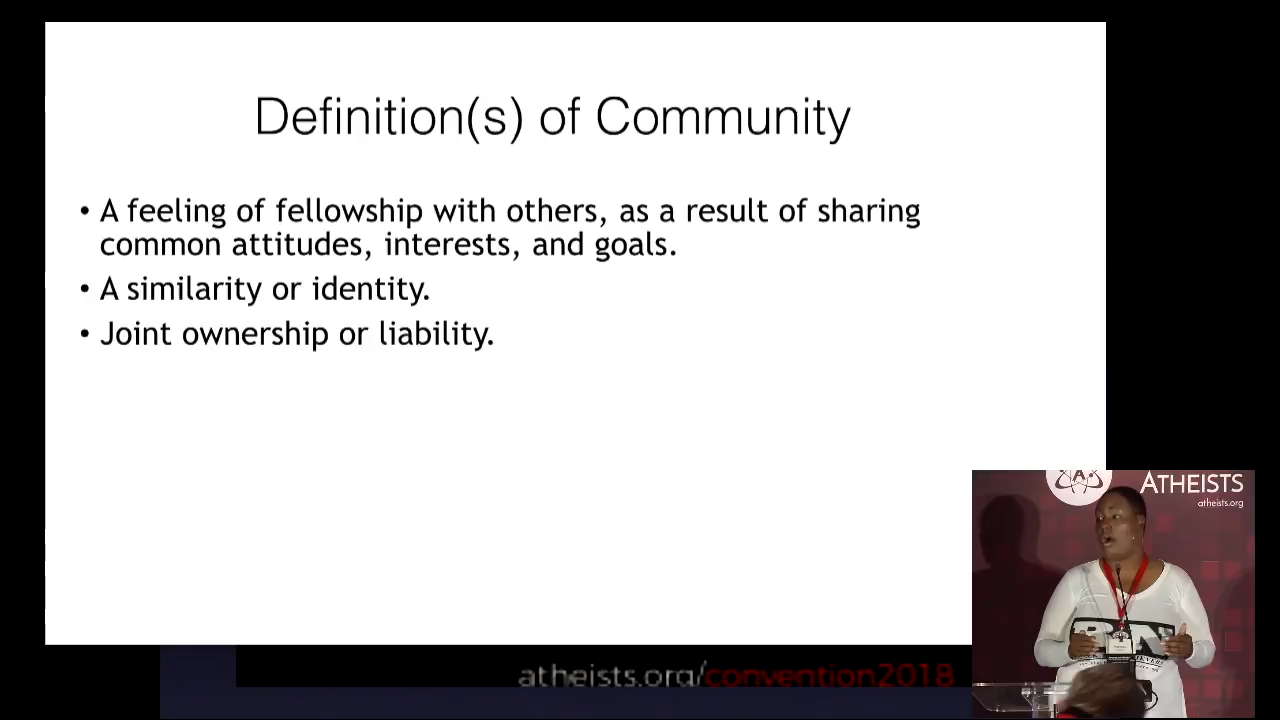 Definition(s) of Community
• A feeling of fellowship with others, as a result of sharing
common attitudes, interests, and goals.
• A similarity or identity.
• Joint ownership or liability.
A
ATHEISTS
atheists.org
BN
atheists.org/convention2018